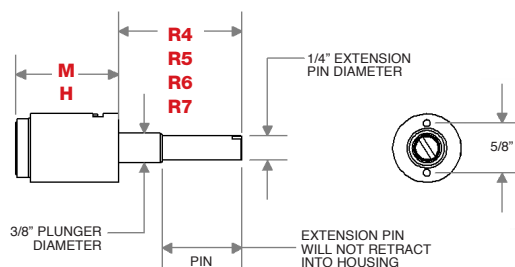 R4
R5
R6
R7
M
H
1/4” EXTENSION
PIN DIAMETER
5/8”
3/8” PLUNGER
DIAMETER
PIN
EXTENSION PIN
WILL NOT RETRACT
INTO HOUSING